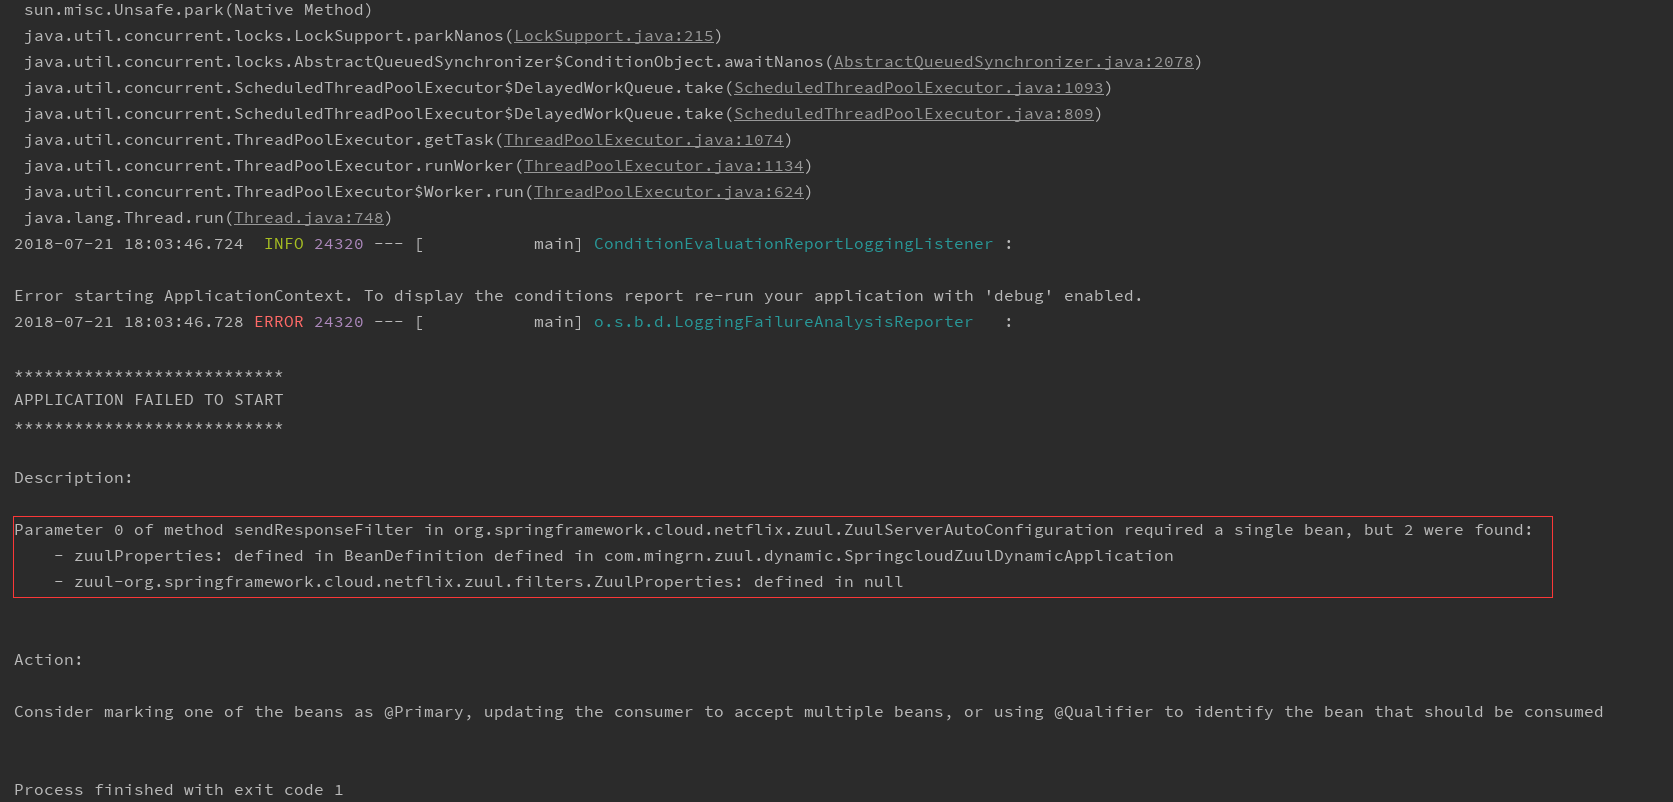 sun.misc.Unsafe.park(Native Method)
java.util.concurrent.locks.LockSupport.parkNanos(LockSupport.java:215)
java.util.concurrent.locks.AbstractQueuedSynchronizer$ConditionObject.awaitNanos(AbstractQueuedSynchronizer.java:2078)
java.util.concurrent.ScheduledThreadPoolExecutor$DelayedWorkQueue.take(ScheduledThreadPoolExecutor.java:1093)
java.util.concurrent.ScheduledThreadPoolExecutor$DelayedWorkQueue.take(ScheduledThreadPoolExecutor.java:809)
java.util.concurrent.ThreadPoolExecutor.getTask(ThreadPoolExecutor.java:1074)
java.util.concurrent.ThreadPoolExecutor.runWorker(ThreadPoolExecutor.java:1134)
java.util.concurrent.ThreadPoolExecutor$Worker.run(ThreadPoolExecutor.java:624)
java.lang.Thread.run(Thread.java:748)
2018-07-21 18:03:46.724  INFO 24320 --- [           main] ConditionEvaluationReportLoggingListener :
Error starting ApplicationContext. To display the conditions report re-run your application with 'debug' enabled.
2018-07-21 18:03:46.728 ERROR 24320 --- [           main] o.s.b.d.LoggingFailureAnalysisReporter   :
***************************
APPLICATION FAILED TO START
***************************
Description:
Parameter 0 of method sendResponseFilter in org.springframework.cloud.netflix.zuul.ZuulServerAutoConfiguration required a single bean, but 2 were found:
    - zuulProperties: defined in BeanDefinition defined in com.mingrn.zuul.dynamic.SpringcloudZuulDynamicApplication
    - zuul-org.springframework.cloud.netflix.zuul.filters.ZuulProperties: defined in null
Action:
Consider marking one of the beans as @Primary, updating the consumer to accept multiple beans, or using @Qualifier to identify the bean that should be consumed
Process finished with exit code 1